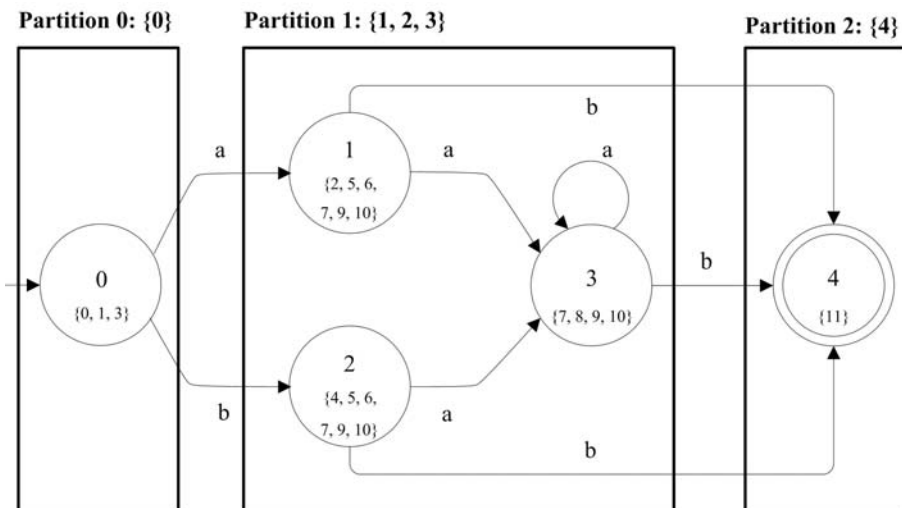 Partition 0: {0}
Partition 1: {1, 2, 3}
Partition 2: {4}
b
a
1
a
a
{2, 5, 6,
7, 9, 10}
0
{0, 1, 3}
3
{7, 8, 9, 10}
b
4
{11}
2
{4, 5, 6,
7, 9, 10}
b
a
b